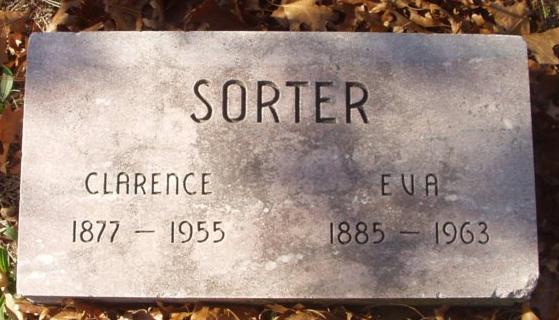 SORTER
CLARENCE EVA
1877 — 1955 1885 — 1963